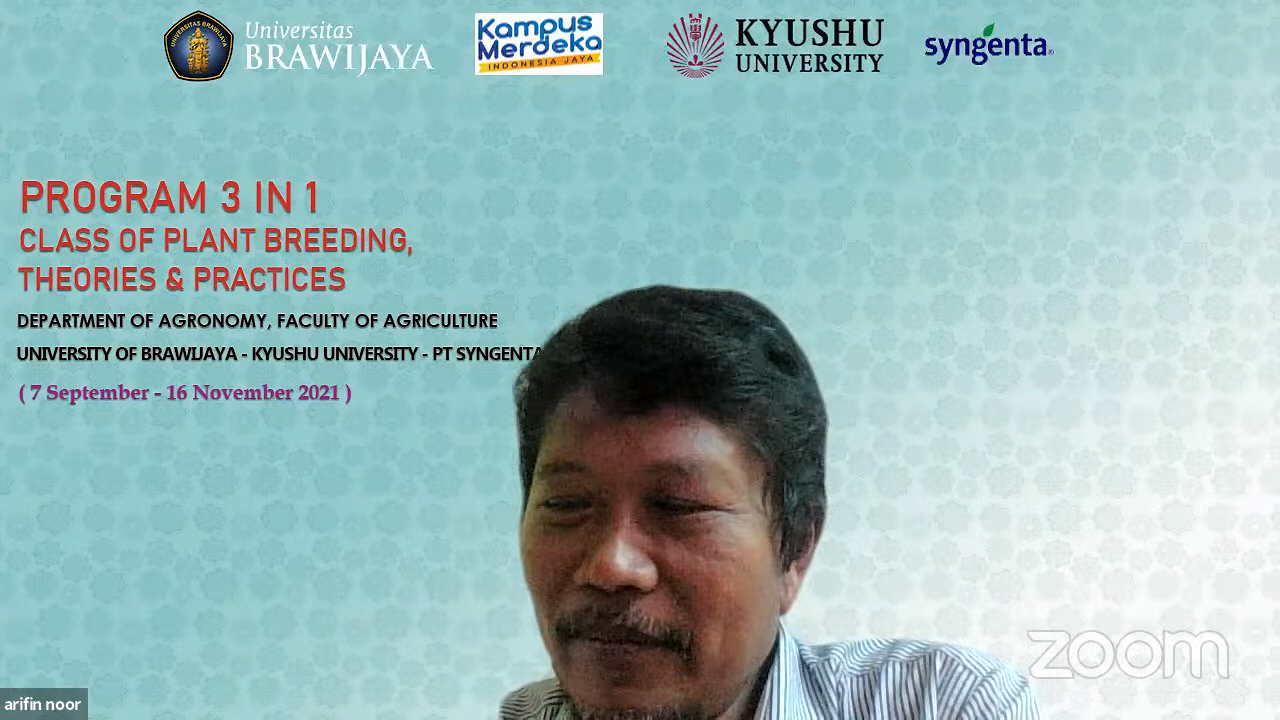 UNIVERSITAS BRAWIJAYA
Universitas
BRAWIJAYA
Kampus
Merdeka
INDONESIA JAYA
KYUSHU
UNIVERSITY
syngenta®
PROGRAM 3 IN 1
CLASS OF PLANT BREEDING,
THEORIES & PRACTICES
DEPARTMENT OF AGRONOMY, FACULTY OF AGRICULTURE
UNIVERSITY OF BRAWIJAYA - KYUSHU UNIVERSITY - PT SYNGENTA
( 7 September - 16 November 2021 )
zoom
arifin noor